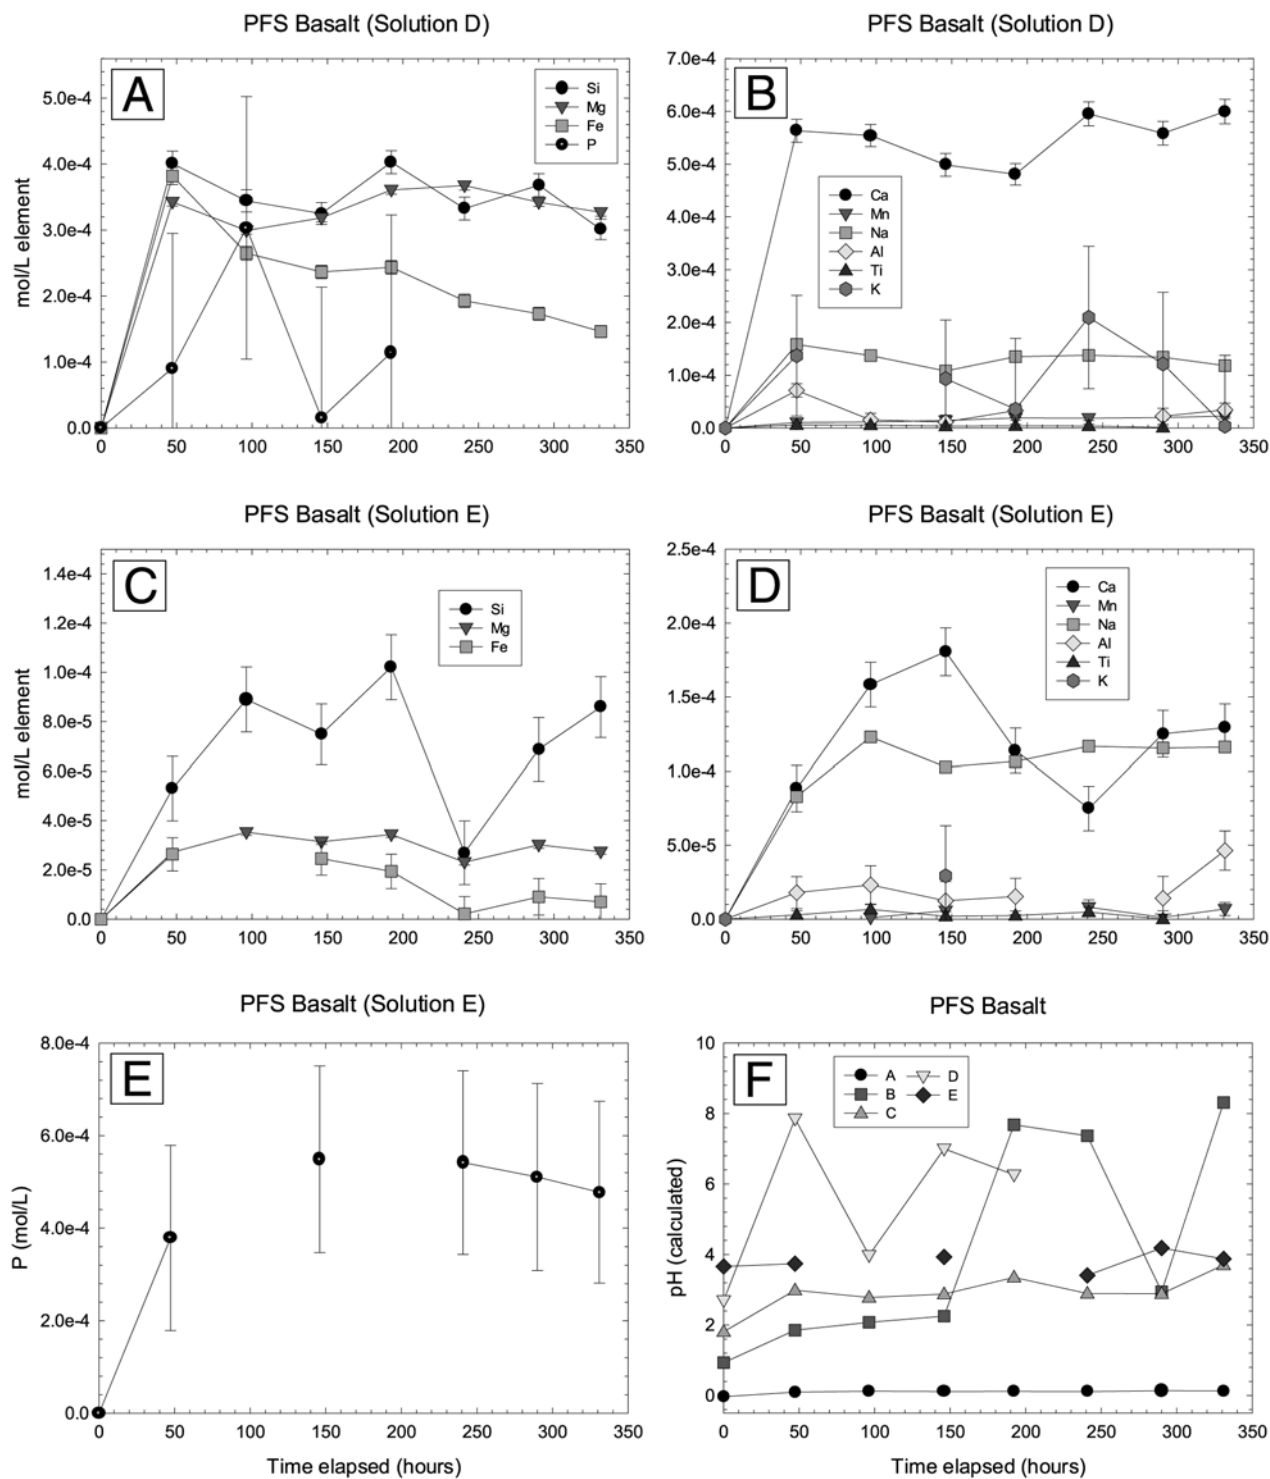 PFS Basalt (Solution D)
A
Si
Mg
Fe
P
5.0e-4
4.0e-4
3.0e-4
2.0e-4
1.0e-4
0.0
mol/L element
0 50 100 150 200 250 300 350
PFS Basalt (Solution D)
B
7.0e-4
6.0e-4
5.0e-4
4.0e-4
3.0e-4
2.0e-4
1.0e-4
0.0
Ca
Mn
Na
Al
Ti
K
0 50 100 150 200 250 300 350
PFS Basalt (Solution E)
C
Si
Mg
Fe
1.4e-4
1.2e-4
1.0e-4
8.0e-5
6.0e-5
4.0e-5
2.0e-5
0.0
mol/L element
0 50 100 150 200 250 300 350
PFS Basalt (Solution E)
D
2.5e-4
2.0e-4
1.5e-4
1.0e-4
5.0e-5
0.0
Ca
Mn
Na
Al
Ti
K
0 50 100 150 200 250 300 350
PFS Basalt (Solution E)
E
8.0e-4
6.0e-4
4.0e-4
2.0e-4
0.0
P (mol/L)
0 50 100 150 200 250 300 350
Time elapsed (hours)
PFS Basalt
F
A D
B E
C
10
8
6
4
2
0
pH (calculated)
0 50 100 150 200 250 300 350
Time elapsed (hours)